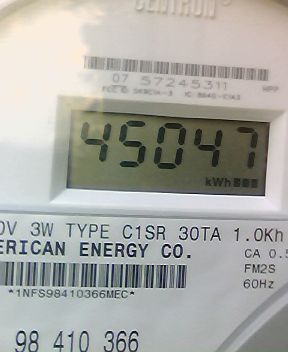 CENTRON®
07 57245311 HPP
45047
kWh
0V 3W TYPE C1SR 30TA 1.0Kh
ERICAN ENERGY CO. CA 0.5
FM2S
*1NFS98410366MEC* 60Hz
98 410 366